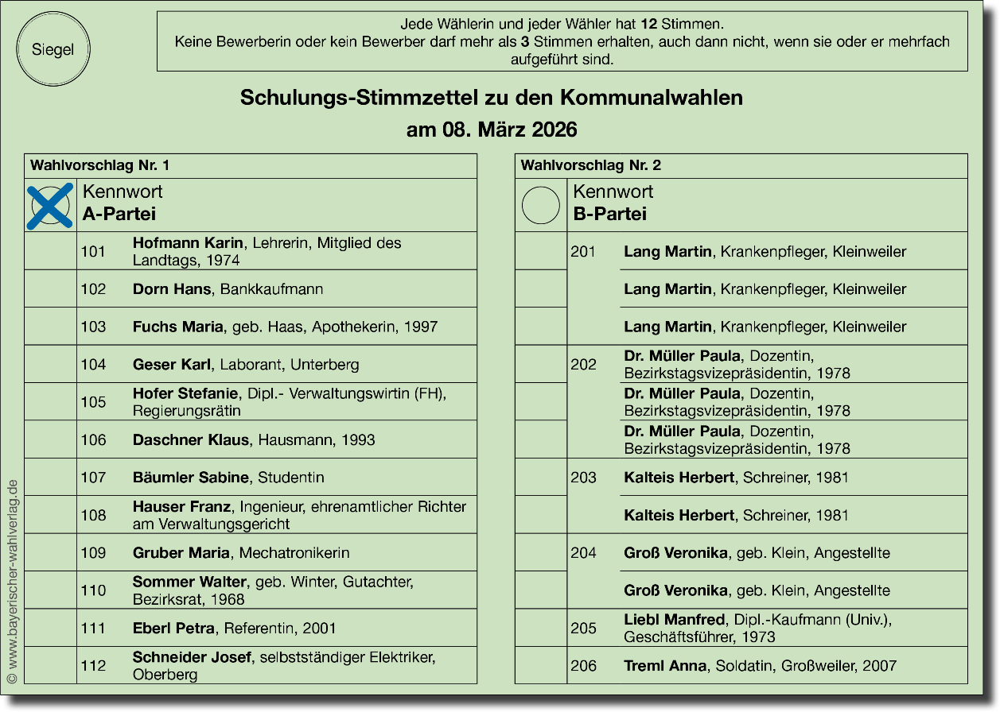 Siegel
Jede Wählerin und jeder Wähler hat 12 Stimmen.
Keine Bewerberin oder kein Bewerber darf mehr als 3 Stimmen erhalten, auch dann nicht, wenn sie oder er mehrfach
aufgeführt sind.
Schulungs-Stimmzettel zu den Kommunalwahlen
am 08. März 2026
Wahlvorschlag Nr. 1
Kennwort
A-Partei
101 Hofmann Karin, Lehrerin, Mitglied des
Landtags, 1974
102 Dorn Hans, Bankkaufmann
103 Fuchs Maria, geb. Haas, Apothekerin, 1997
104 Geser Karl, Laborant, Unterberg
105 Hofer Stefanie, Dipl.- Verwaltungswirtin (FH),
Regierungsrätin
106 Daschner Klaus, Hausmann, 1993
107 Bäumler Sabine, Studentin
108 Hauser Franz, Ingenieur, ehrenamtlicher Richter
am Verwaltungsgericht
109 Gruber Maria, Mechatronikerin
110 Sommer Walter, geb. Winter, Gutachter,
Bezirksrat, 1968
111 Eberl Petra, Referentin, 2001
112 Schneider Josef, selbstständiger Elektriker,
Oberberg
Wahlvorschlag Nr. 2
Kennwort
B-Partei
201 Lang Martin, Krankenpfleger, Kleinweiler
Lang Martin, Krankenpfleger, Kleinweiler
Lang Martin, Krankenpfleger, Kleinweiler
202 Dr. Müller Paula, Dozentin,
Bezirkstagsvizepräsidentin, 1978
Dr. Müller Paula, Dozentin,
Bezirkstagsvizepräsidentin, 1978
Dr. Müller Paula, Dozentin,
Bezirkstagsvizepräsidentin, 1978
203 Kalteis Herbert, Schreiner, 1981
Kalteis Herbert, Schreiner, 1981
204 Groß Veronika, geb. Klein, Angestellte
Groß Veronika, geb. Klein, Angestellte
205 Liebl Manfred, Dipl.-Kaufmann (Univ.),
Geschäftsführer, 1973
206 Treml Anna, Soldatin, Großweiler, 2007
© www.bayerischer-wahlverlag.de